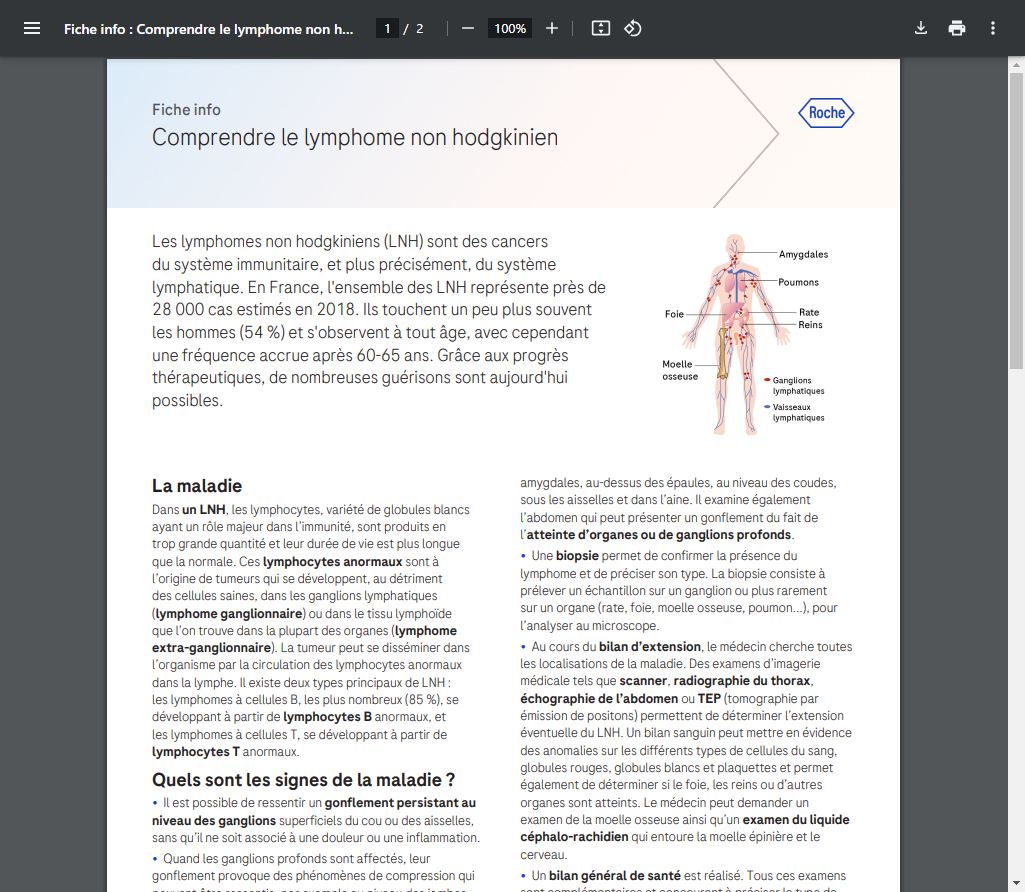 Fiche info : Comprendre le lymphome non h...
1 / 2
100%
Fiche info
Comprendre le lymphome non hodgkinien
Roche
Les lymphomes non hodgkiniens (LNH) sont des cancers
du système immunitaire, et plus précisément, du système
lymphatique. En France, l'ensemble des LNH représente près de
28 000 cas estimés en 2018. Ils touchent un peu plus souvent
les hommes (54 %) et s'observent à tout âge, avec cependant
une fréquence accrue après 60-65 ans. Grâce aux progrès
thérapeutiques, de nombreuses guérisons sont aujourd'hui
possibles.
Amygdales
Poumons
Foie
Rate
Reins
Moelle
osseuse
Ganglions
lymphatiques
Vaisseaux
lymphatiques
La maladie
Dans un LNH, les lymphocytes, variété de globules blancs
ayant un rôle majeur dans l'immunité, sont produits en
trop grande quantité et leur durée de vie est plus longue
que la normale. Ces lymphocytes anormaux sont à
l'origine de tumeurs qui se développent, au détriment
des cellules saines, dans les ganglions lymphatiques
(lymphome ganglionnaire) ou dans le tissu lymphoïde
que l'on trouve dans la plupart des organes (lymphome
extra-ganglionnaire). La tumeur peut se disséminer dans
l'organisme par la circulation des lymphocytes anormaux
dans la lymphe. Il existe deux types principaux de LNH :
les lymphomes à cellules B, les plus nombreux (85 %), se
développant à partir de lymphocytes B anormaux, et
les lymphomes à cellules T, se développant à partir de
lymphocytes T anormaux.
Quels sont les signes de la maladie ?
• Il est possible de ressentir un gonflement persistant au
niveau des ganglions superficiels du cou ou des aisselles,
sans qu'il ne soit associé à une douleur ou une inflammation.
• Quand les ganglions profonds sont affectés, leur
gonflement provoque des phénomènes de compression qui
amygdales, au-dessus des épaules, au niveau des coudes,
sous les aisselles et dans l'aine. Il examine également
l'abdomen qui peut présenter un gonflement du fait de
l'atteinte d'organes ou de ganglions profonds.
• Une biopsie permet de confirmer la présence du
lymphome et de préciser son type. La biopsie consiste à
prélever un échantillon sur un ganglion ou plus rarement
sur un organe (rate, foie, moelle osseuse, poumon...), pour
l'analyser au microscope.
• Au cours du bilan d'extension, le médecin cherche toutes
les localisations de la maladie. Des examens d'imagerie
médicale tels que scanner, radiographie du thorax,
échographie de l'abdomen ou TEP (tomographie par
émission de positons) permettent de déterminer l'extension
éventuelle du LNH. Un bilan sanguin peut mettre en évidence
des anomalies sur les différents types de cellules du sang,
globules rouges, globules blancs et plaquettes et permet
également de déterminer si le foie, les reins ou d'autres
organes sont atteints. Le médecin peut demander un
examen de la moelle osseuse ainsi qu'un examen du liquide
céphalo-rachidien qui entoure la moelle épinière et le
cerveau.
• Un bilan général de santé est réalisé. Tous ces examens